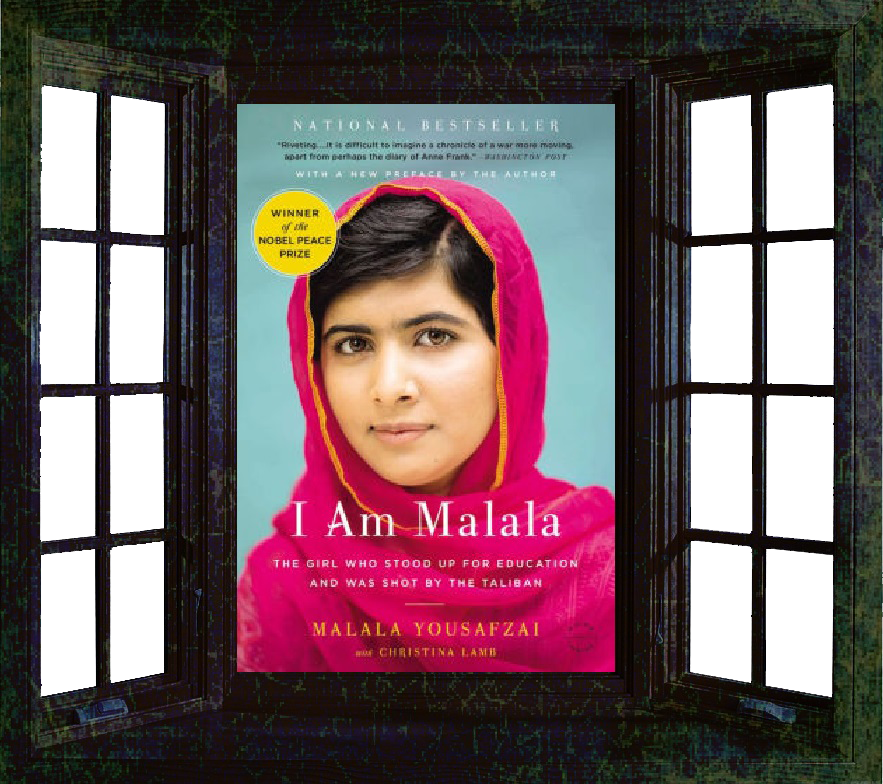 NATIONAL BESTSELLER
"Riveting....It is difficult to imagine a chronicle of a war more moving,
apart from perhaps the diary of Anne Frank." -WASHINGTON POST
WITH A NEW PREFACE BY THE AUTHOR
WINNER
of the
NOBEL PEACE
PRIZE
I Am Malala
THE GIRL WHO STOOD UP FOR EDUCATION
AND WAS SHOT BY THE TALIBAN
MALALA YOUSAFZAI
with CHRISTINA LAMB